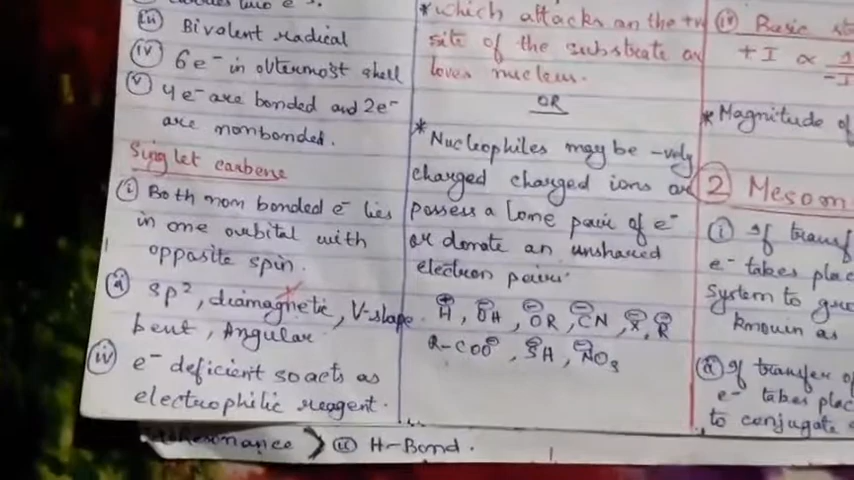 (iii) Bivalent radical
(iv) 6e⁻ in outermost shell
(v) 4e⁻ are bonded and 2e⁻
are nonbonded.
Singlet carbene
(i) Both non bonded e⁻ lies
in one orbital with
opposite spin.
(ii) sp², diamagnetic, V-shape
bent, Angular
(iv) e⁻ deficient so acts as
electrophilic reagent.
*which attacks on the +ve
site of the substrate or
loves nucleus.
OR
*Nucleophiles may be -vely
charged charged ions or
possess a lone pair of e⁻
or donate an unshared
electron pair.
H, OH, OR, CN, X, R
R-COO, SH, NO₃
(iv) Basic
+I ∝
-I
*Magnitude of
(2) Mesom
(i) If transf
e⁻ takes plac
System to
known as
(ii) If transfer of
e⁻ takes plac
to conjugate
(ii) H-Bond.